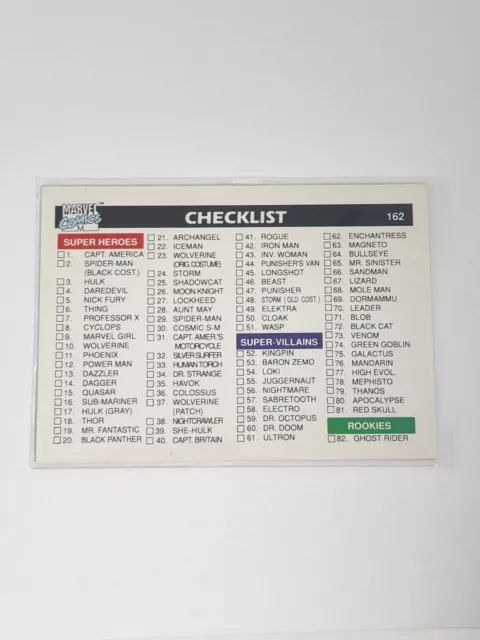 MARVEL
COMICS
TM
CHECKLIST
162
SUPER HEROES
1. CAPT. AMERICA
2. SPIDER-MAN
(BLACK COST.)
3. HULK
4. DAREDEVIL
5. NICK FURY
6. THING
7. PROFESSOR X
8. CYCLOPS
9. MARVEL GIRL
10. WOLVERINE
11. PHOENIX
12. POWER MAN
13. DAZZLER
14. DAGGER
15. QUASAR
16. SUB-MARINER
17. HULK (GRAY)
18. THOR
19. MR. FANTASTIC
20. BLACK PANTHER
21. ARCHANGEL
22. ICEMAN
23. WOLVERINE
(ORIG. COSTUME)
24. STORM
25. SHADOWCAT
26. MOON KNIGHT
27. LOCKHEED
28. AUNT MAY
29. SPIDER-MAN
30. COSMIC S-M
31. CAPT. AMER.'S
MOTORCYCLE
32. SILVER SURFER
33. HUMAN TORCH
34. DR. STRANGE
35. HAVOK
36. COLOSSUS
37. WOLVERINE
(PATCH)
38. NIGHTCRAWLER
39. SHE-HULK
40. CAPT. BRITAIN
41. ROGUE
42. IRON MAN
43. INV. WOMAN
44. PUNISHER'S VAN
45. LONGSHOT
46. BEAST
47. PUNISHER
48. STORM (OLD COST.)
49. ELEKTRA
50. CLOAK
51. WASP
SUPER-VILLAINS
52. KINGPIN
53. BARON ZEMO
54. LOKI
55. JUGGERNAUT
56. NIGHTMARE
57. SABRETOOTH
58. ELECTRO
59. DR. OCTOPUS
60. DR. DOOM
61. ULTRON
62. ENCHANTRESS
63. MAGNETO
64. BULLSEYE
65. MR. SINISTER
66. SANDMAN
67. LIZARD
68. MOLE MAN
69. DORMAMMU
70. LEADER
71. BLOB
72. BLACK CAT
73. VENOM
74. GREEN GOBLIN
75. GALACTUS
76. MANDARIN
77. HIGH EVOL.
78. MEPHISTO
79. THANOS
80. APOCALYPSE
81. RED SKULL
ROOKIES
82. GHOST RIDER